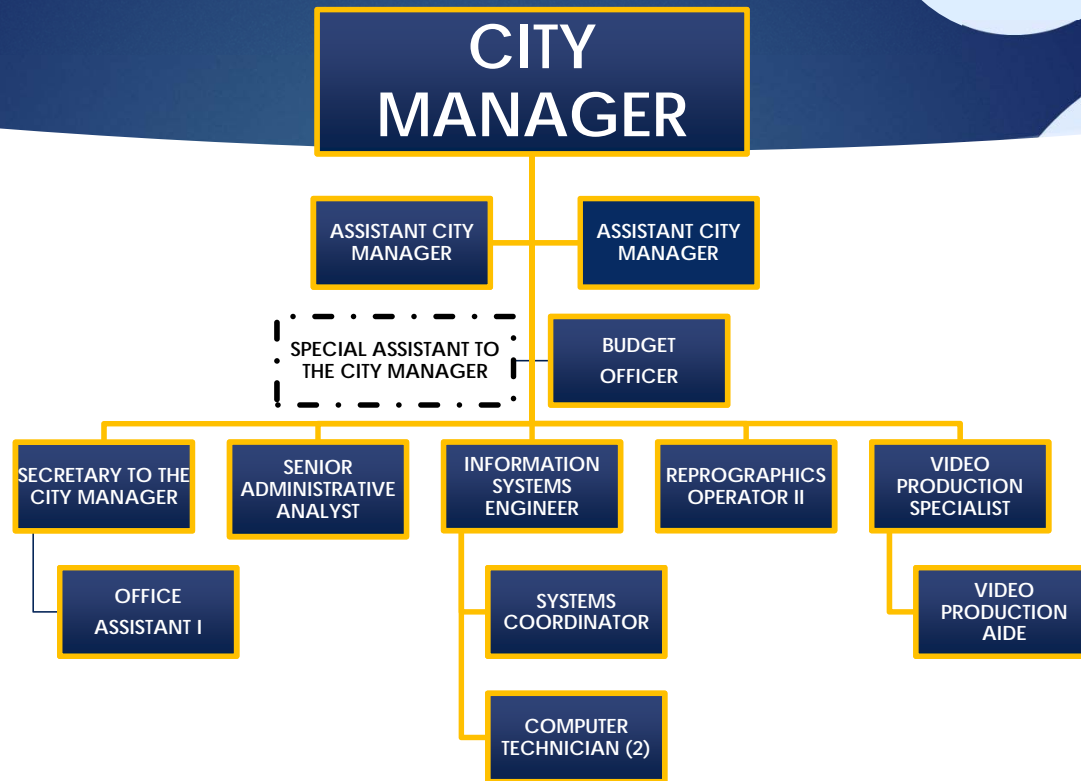 CITY
MANAGER
ASSISTANT CITY
MANAGER
ASSISTANT CITY
MANAGER
SPECIAL ASSISTANT TO
THE CITY MANAGER
BUDGET
OFFICER
SECRETARY TO THE
CITY MANAGER
SENIOR
ADMINISTRATIVE
ANALYST
INFORMATION
SYSTEMS
ENGINEER
REPROGRAPHICS
OPERATOR II
VIDEO
PRODUCTION
SPECIALIST
OFFICE
ASSISTANT I
SYSTEMS
COORDINATOR
VIDEO
PRODUCTION
AIDE
COMPUTER
TECHNICIAN (2)